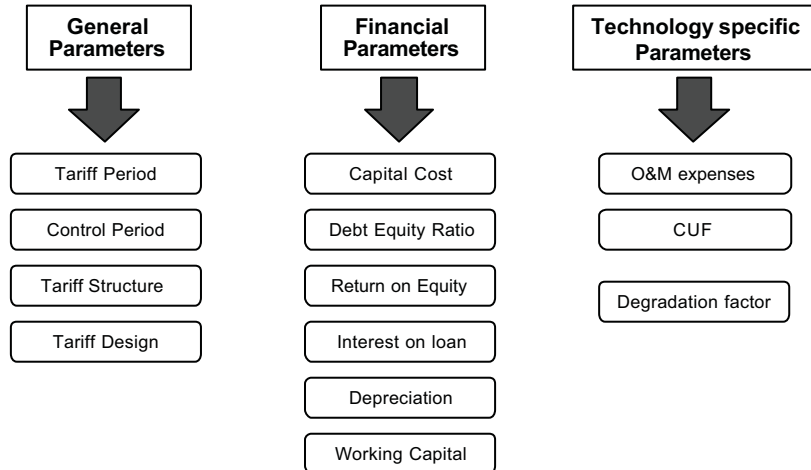 General
Parameters
Financial
Parameters
Technology specific
Parameters
Tariff Period
Control Period
Tariff Structure
Tariff Design
Capital Cost
Debt Equity Ratio
Return on Equity
Interest on loan
Depreciation
Working Capital
O&M expenses
CUF
Degradation factor